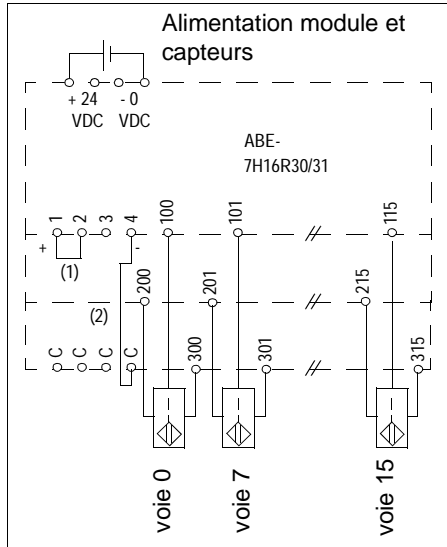 Alimentation module et
capteurs
+ 24 - 0
VDC VDC
ABE-
7H16R30/31
1 2 3 4 100 101 115
+ -
(1)
200 201 215
(2)
C C C C 300 301 315
voie 0 voie 7 voie 15